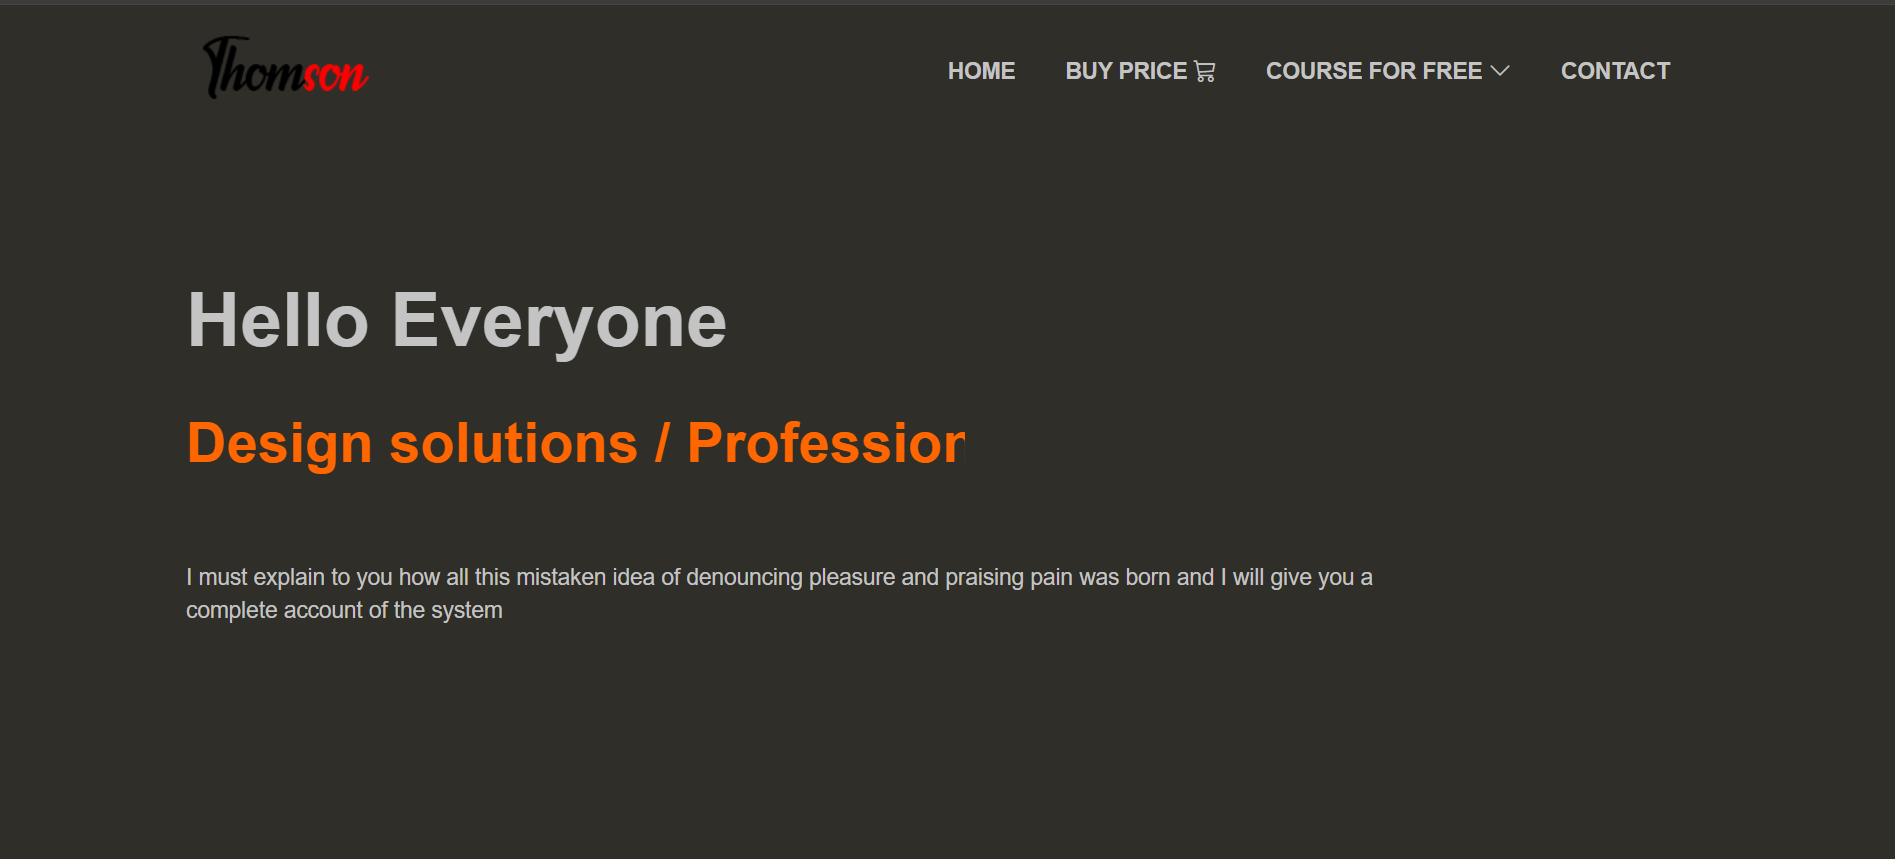 Thomson
HOME BUY PRICE COURSE FOR FREE CONTACT
Hello Everyone
Design solutions / Profession
I must explain to you how all this mistaken idea of denouncing pleasure and praising pain was born and I will give you a
complete account of the system